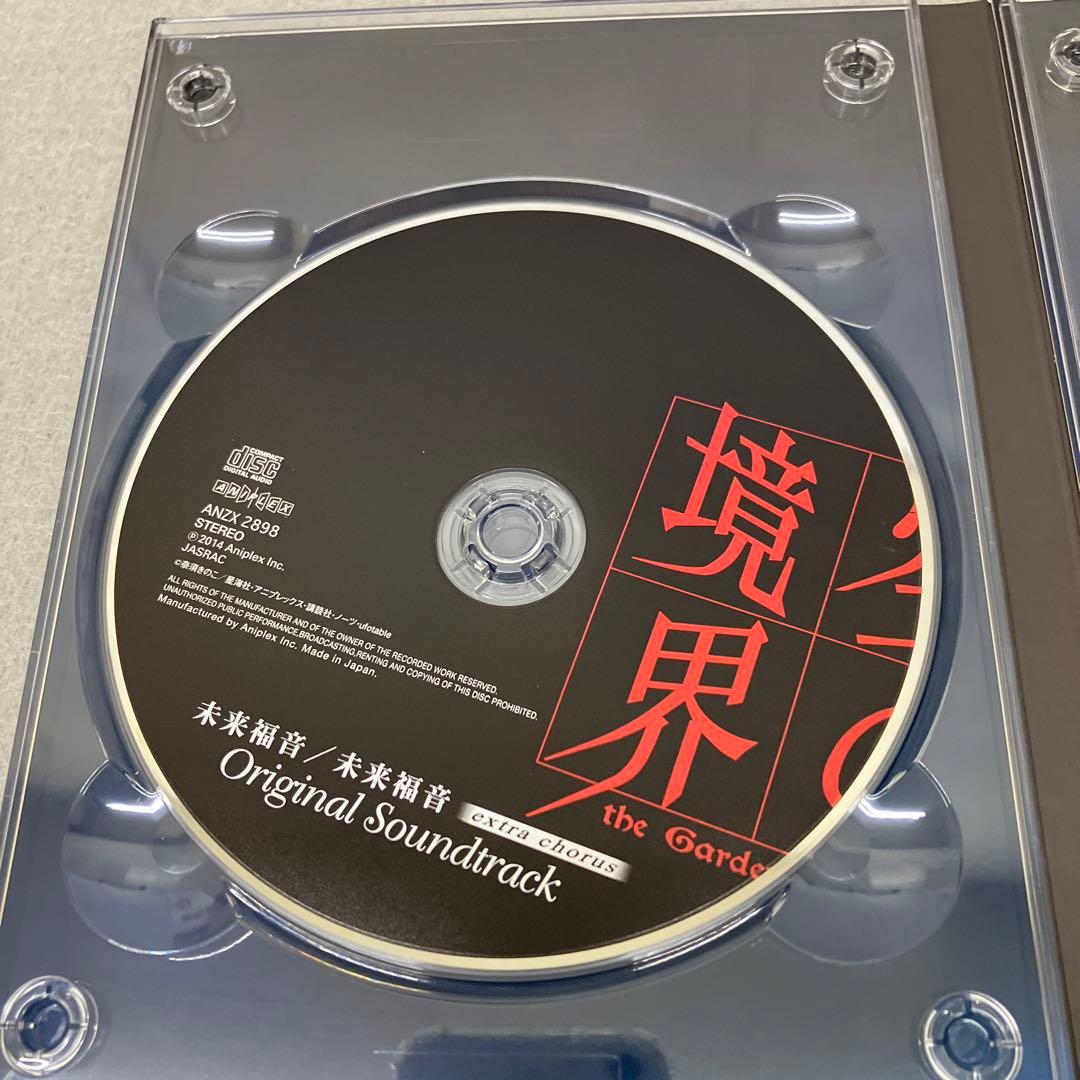 COMPACT
disc
DIGITAL AUDIO
ANIPLEX
ANZX 2898
STEREO
Ⓟ2014 Aniplex Inc.
JASRAC
©奈須きのこ／星海社・アニプレックス・講談社・ノーツ・ufotable
ALL RIGHTS OF THE MANUFACTURER AND OF THE OWNER OF THE RECORDED WORK RESERVED.
UNAUTHORIZED PUBLIC PERFORMANCE,BROADCASTING,RENTING AND COPYING OF THIS DISC PROHIBITED.
Manufactured by Aniplex Inc. Made in Japan.
未来福音／未来福音 extra chorus
Original Soundtrack
境界
the Garde